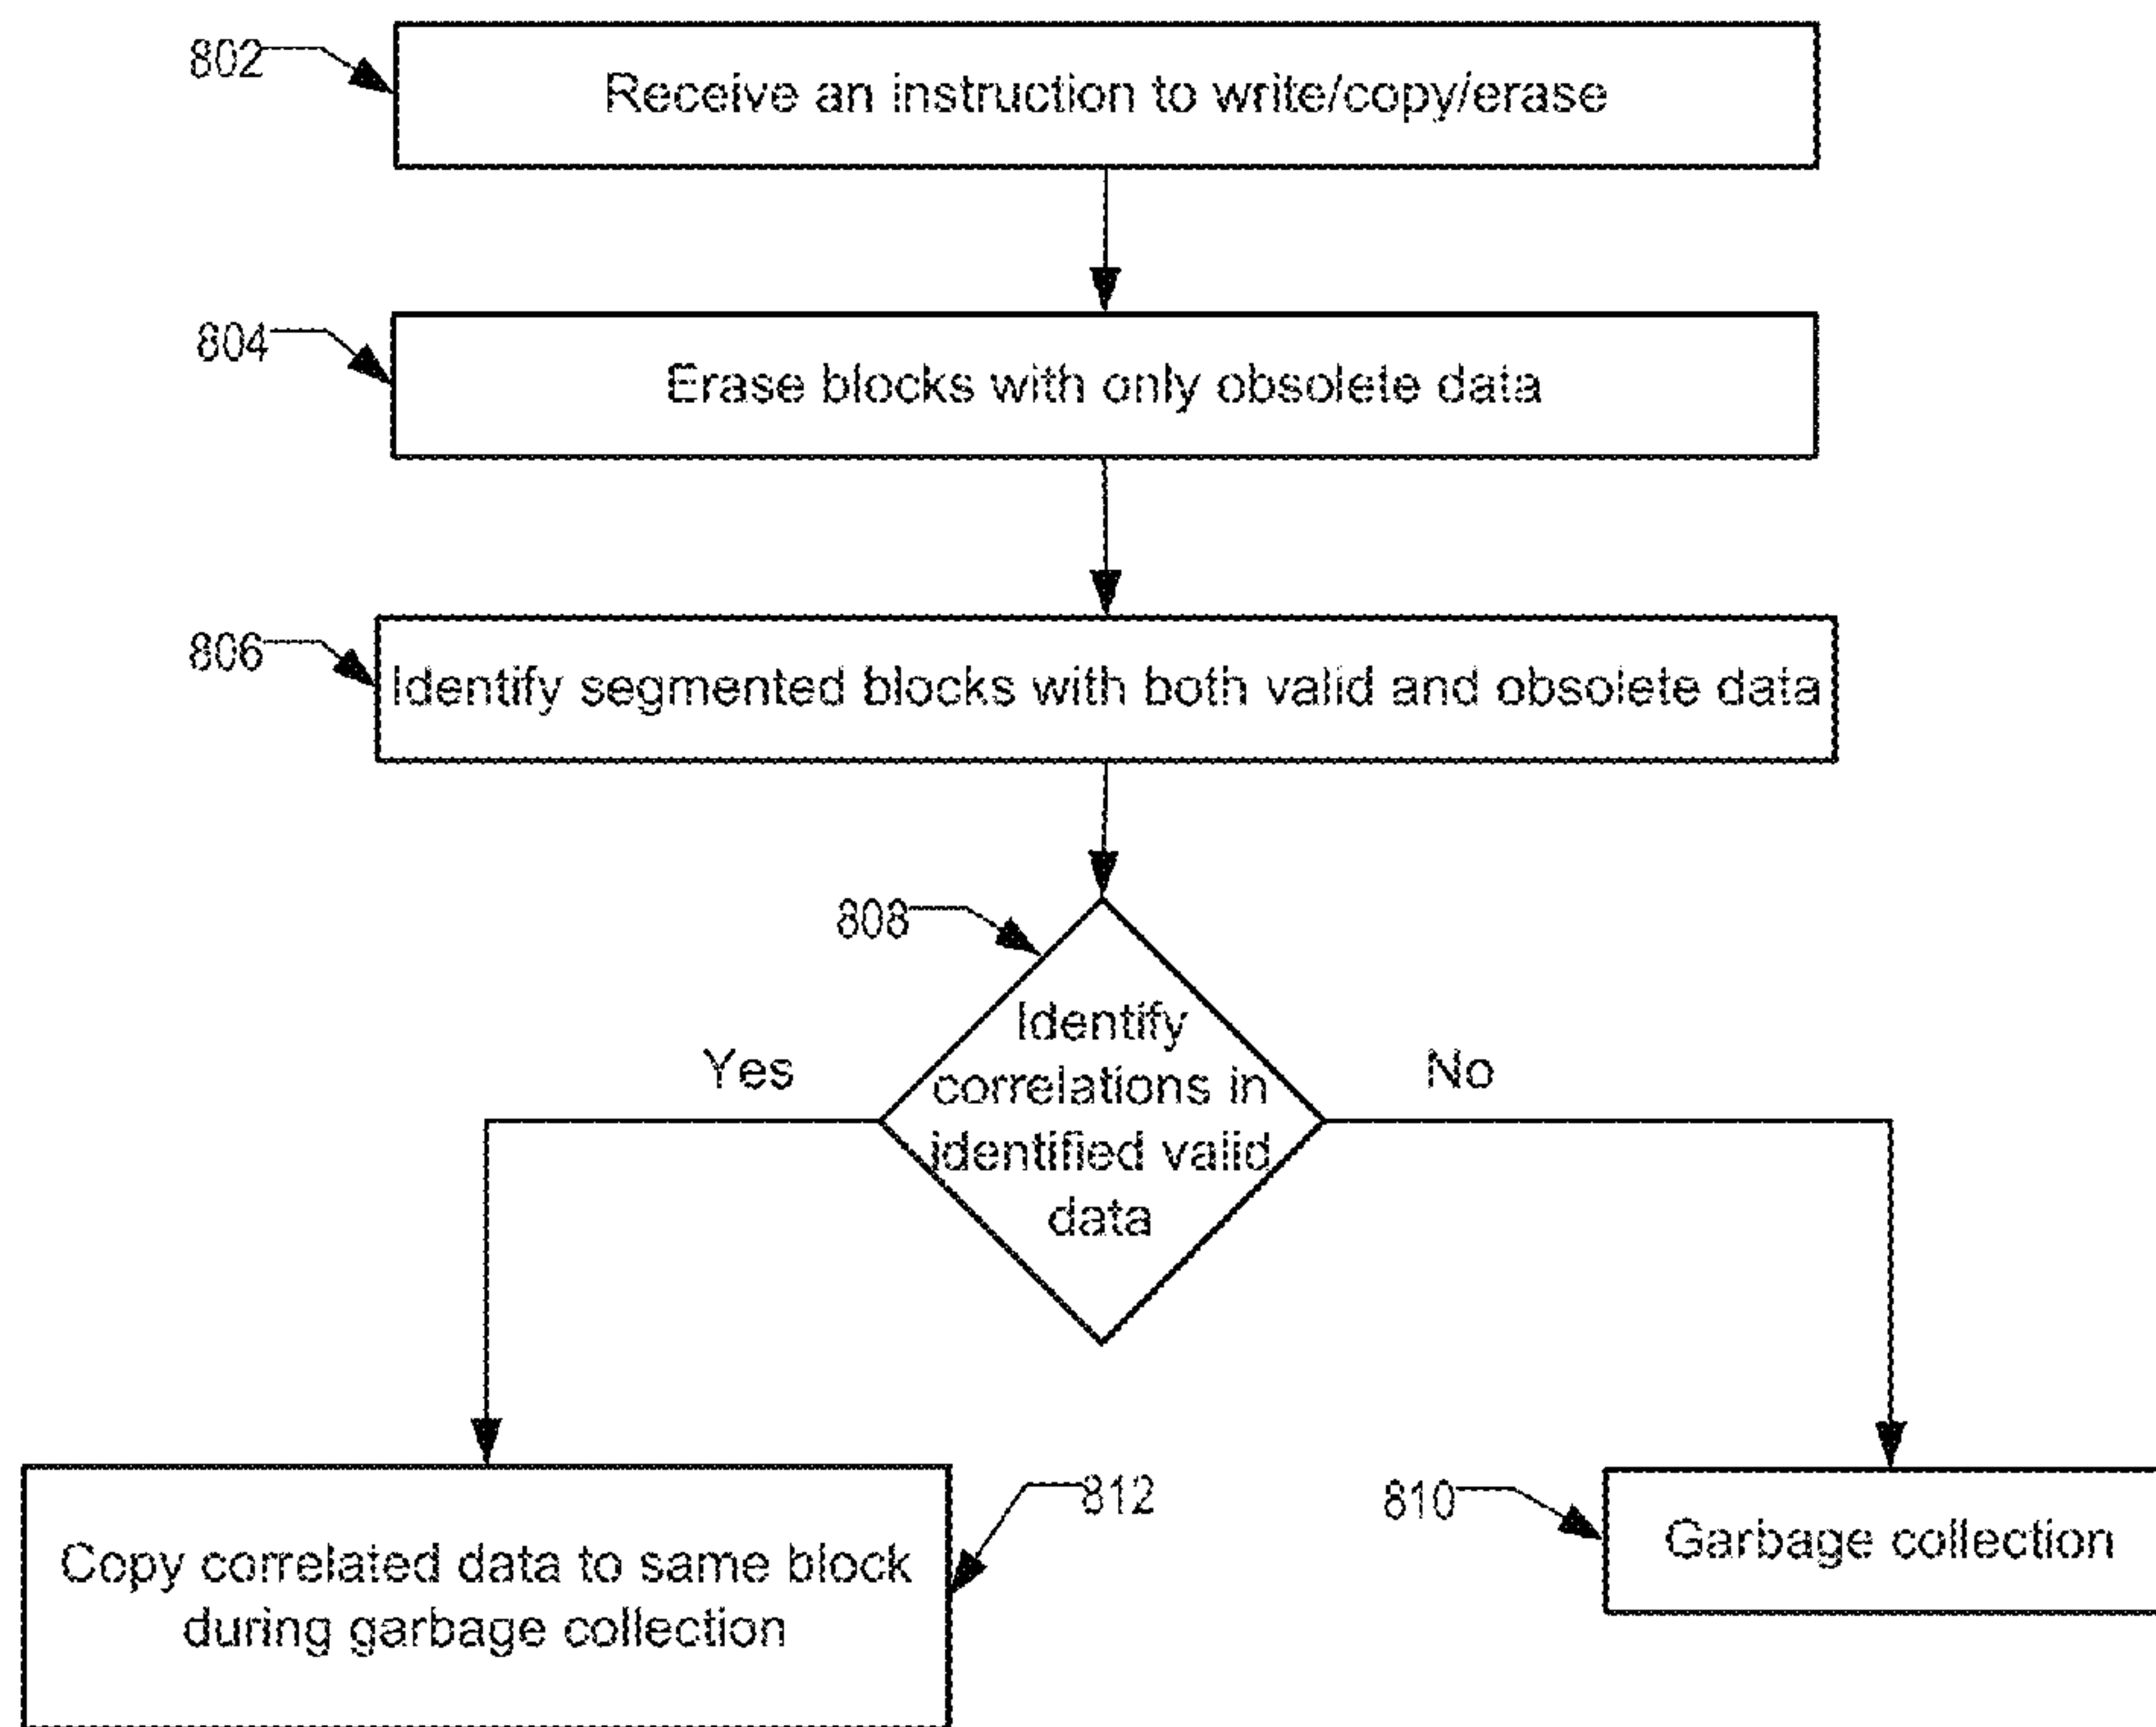 802
Receive an instruction to write/copy/erase
804
Erase blocks with only obsolete data
806
Identify segmented blocks with both valid and obsolete data
808
Identify
correlations in
identified valid
data
Yes
No
812
Copy correlated data to same block
during garbage collection
810
Garbage collection